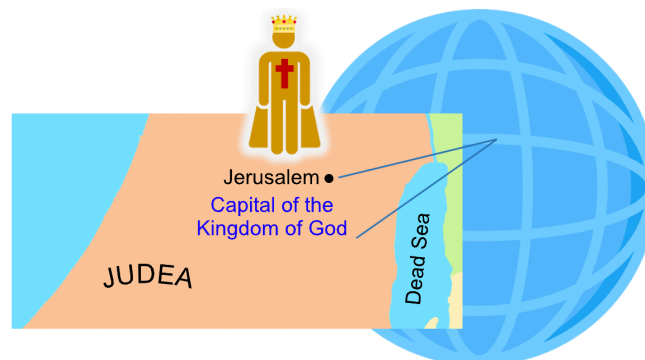 Jerusalem
Capital of the
Kingdom of God
JUDEA
Dead Sea